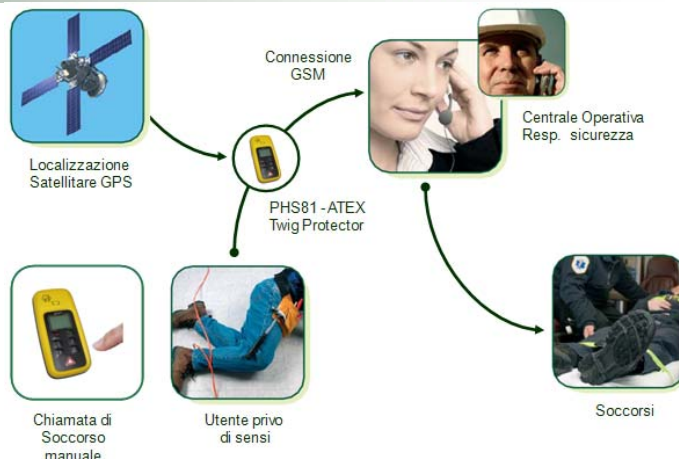 Connessione
GSM
Centrale Operativa
Resp. sicurezza
Localizzazione
Satellitare GPS
PHS81 - ATEX
Twig Protector
Chiamata di
Soccorso
manuale
Utente privo
di sensi
Soccorsi